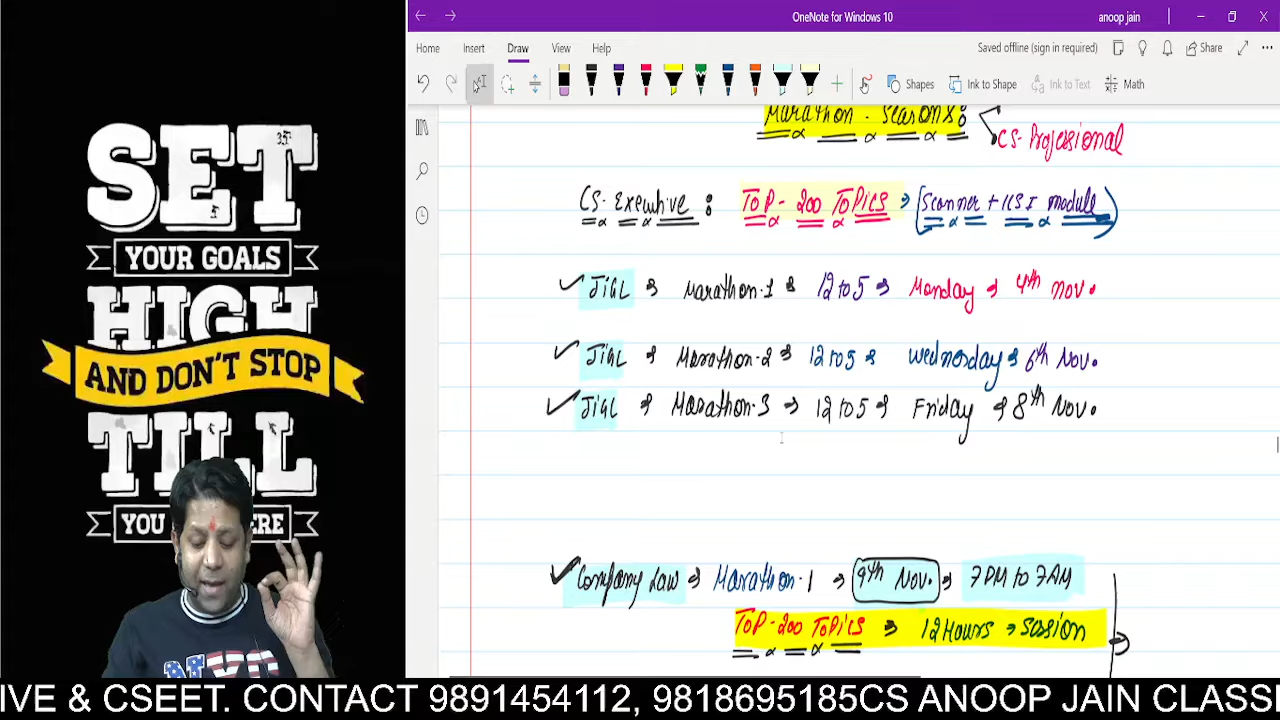 SET
YOUR GOALS
HIGH
AND DON'T STOP
TILL
YOU ERE
OneNote for Windows 10
anoop jain
Home Insert Draw View Help
Saved offline (sign in required)
Share
Shapes
Ink to Shape
Ink to Text
Math
Marathon - Season 8:
CS-Professional
CS-Executive: ToP-200 ToPics → (Scanner + ICSI module)
JIGL → Marathon-1 → 12 to 5 → Monday → 4th Nov.
JIGL → Marathon-2 → 12 to 5 → Wednesday → 6th Nov.
JIGL → Marathon-3 → 12 to 5 → Friday → 8th Nov.
Company Law → Marathon-1 → 9th Nov. → 7 PM to 7 AM
ToP-200 ToPics → 12 Hours → Session
IVE & CSEET. CONTACT 9891454112, 9818695185CS ANOOP JAIN CLASS